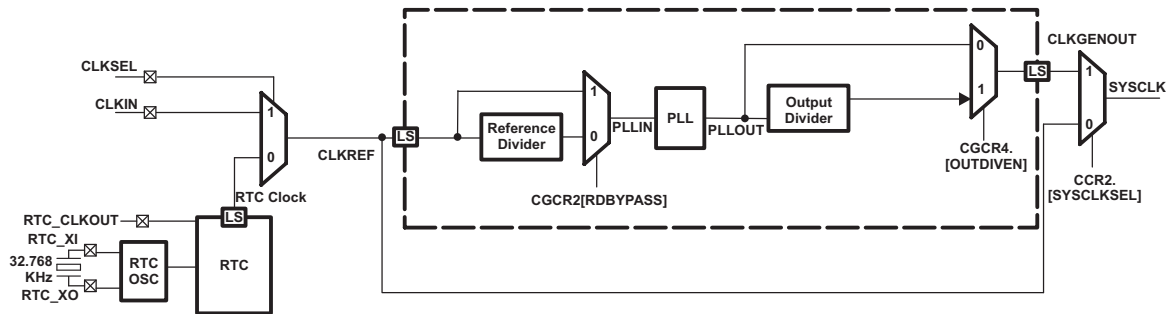 CLKSEL
CLKIN
1
0
RTC Clock
CLKREF
LS
RTC_CLKOUT
RTC_XI
32.768
KHz
RTC_XO
RTC
OSC
LS
RTC
LS
Reference
Divider
1
0
CGCR2[RDBYPASS]
PLLIN
PLL
PLLOUT
Output
Divider
0
1
CGCR4.
[OUTDIVEN]
LS
CLKGENOUT
1
0
SYSCLK
CCR2.
[SYSCLKSEL]